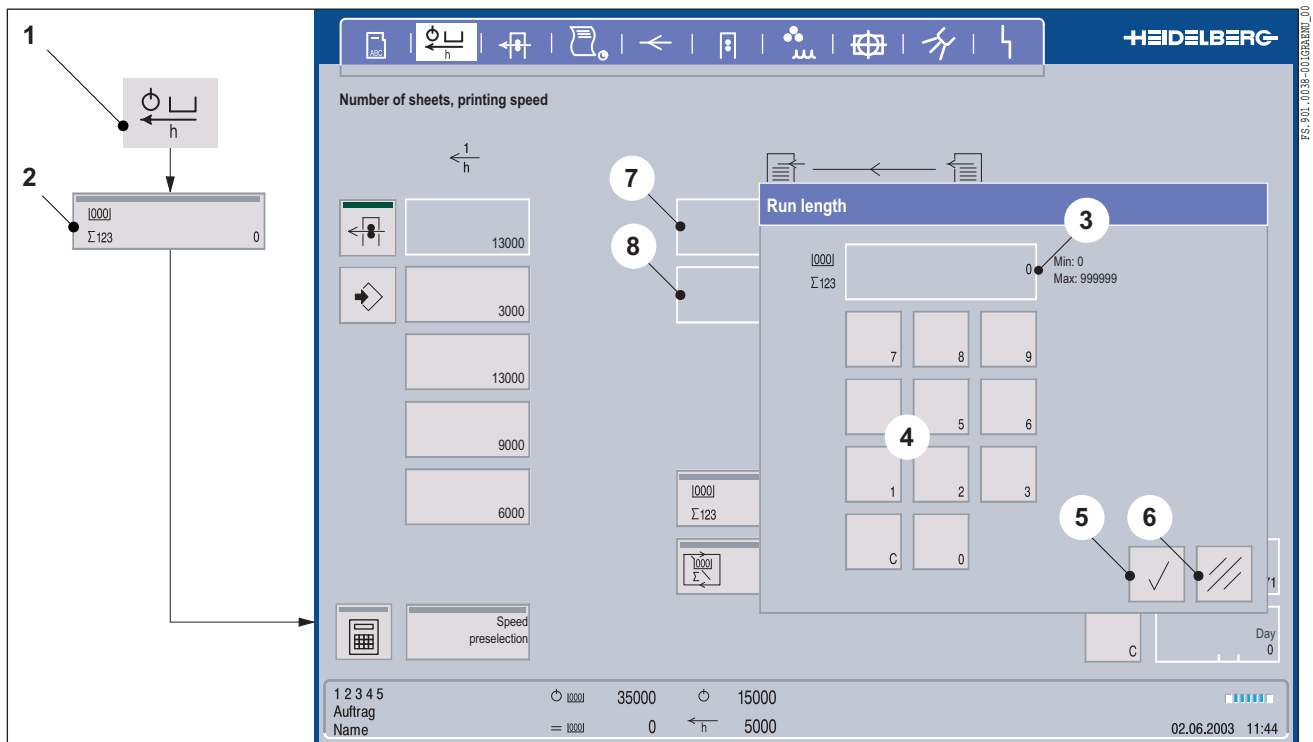 1
h
2
[000]
Σ123 0
ABC
h
HEIDELBERG
FS.901.0038-001GRAENU_00
Number of sheets, printing speed
1
h
7
8
Run length
3
13000
[000]
Σ123
0
Min: 0
Max: 999999
3000
7
8
9
13000
5
6
4
9000
1
2
3
[000]
Σ123
6000
5
6
C
0
[000]
Σ
71
Speed
preselection
C
Day
0
1 2 3 4 5
Auftrag
Name
[000] 35000 15000
= [000] 0 h 5000
02.06.2003 11:44